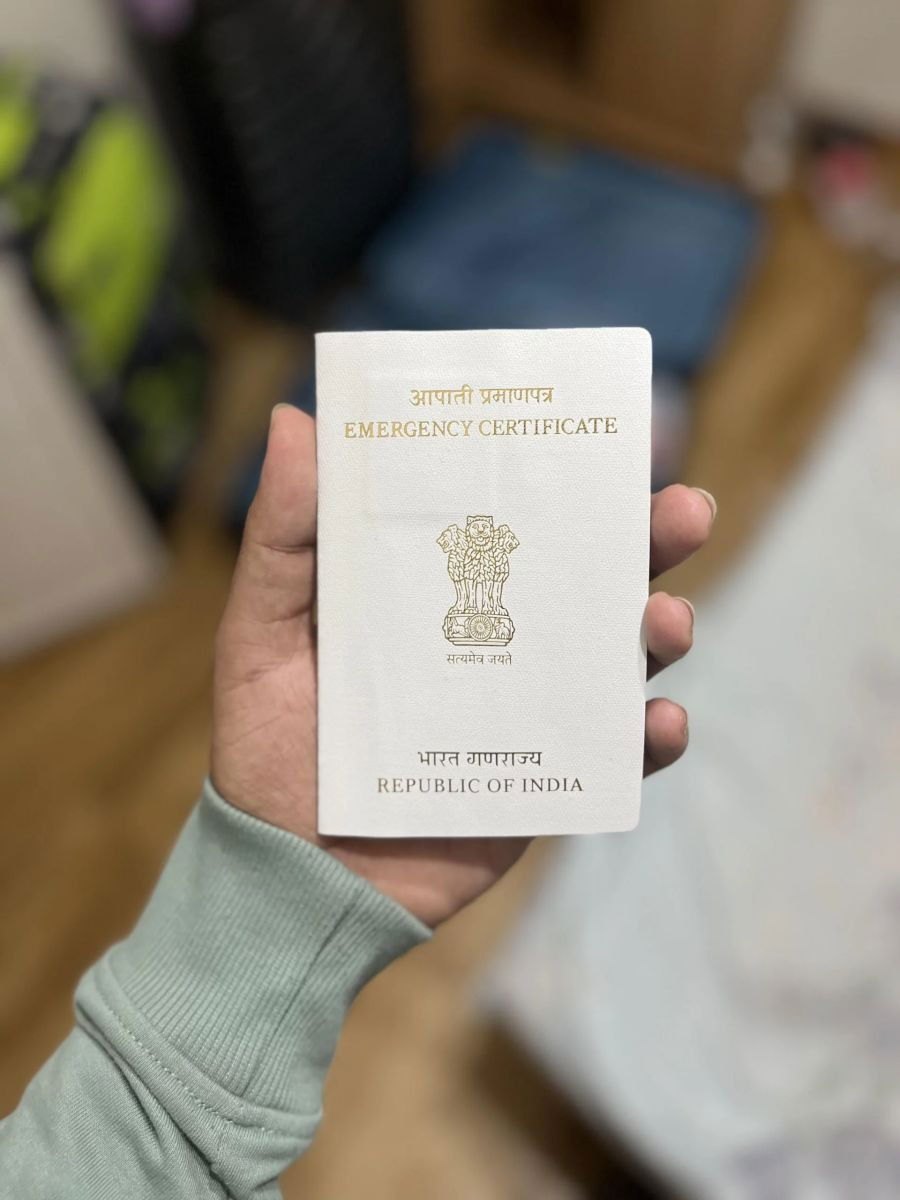 आपाती प्रमाणपत्र
EMERGENCY CERTIFICATE
सत्यमेव जयते
भारत गणराज्य
REPUBLIC OF INDIA